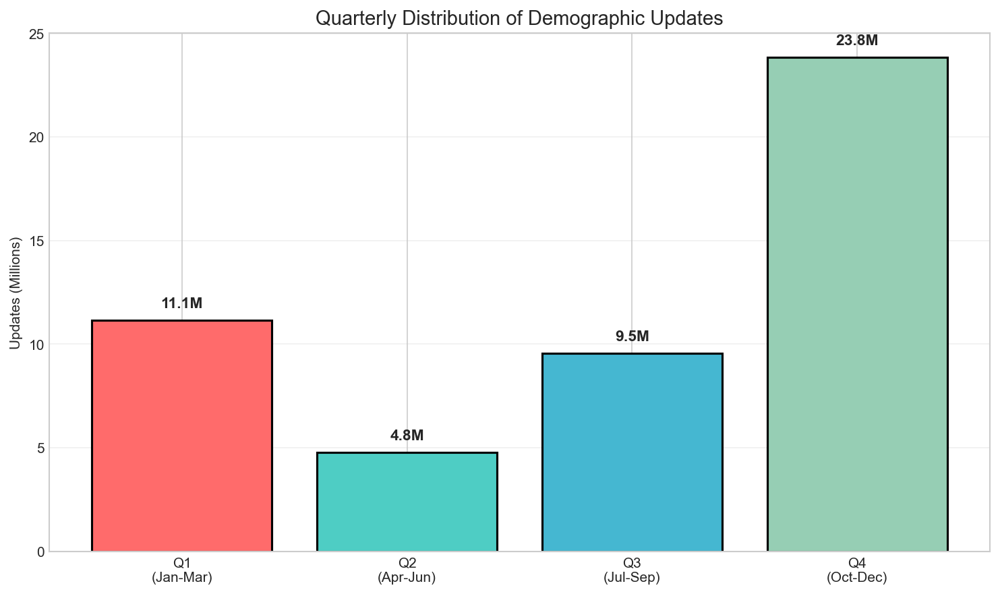 Quarterly Distribution of Demographic Updates
Updates (Millions)
25
20
15
10
5
0
11.1M
4.8M
9.5M
23.8M
Q1
(Jan-Mar)
Q2
(Apr-Jun)
Q3
(Jul-Sep)
Q4
(Oct-Dec)